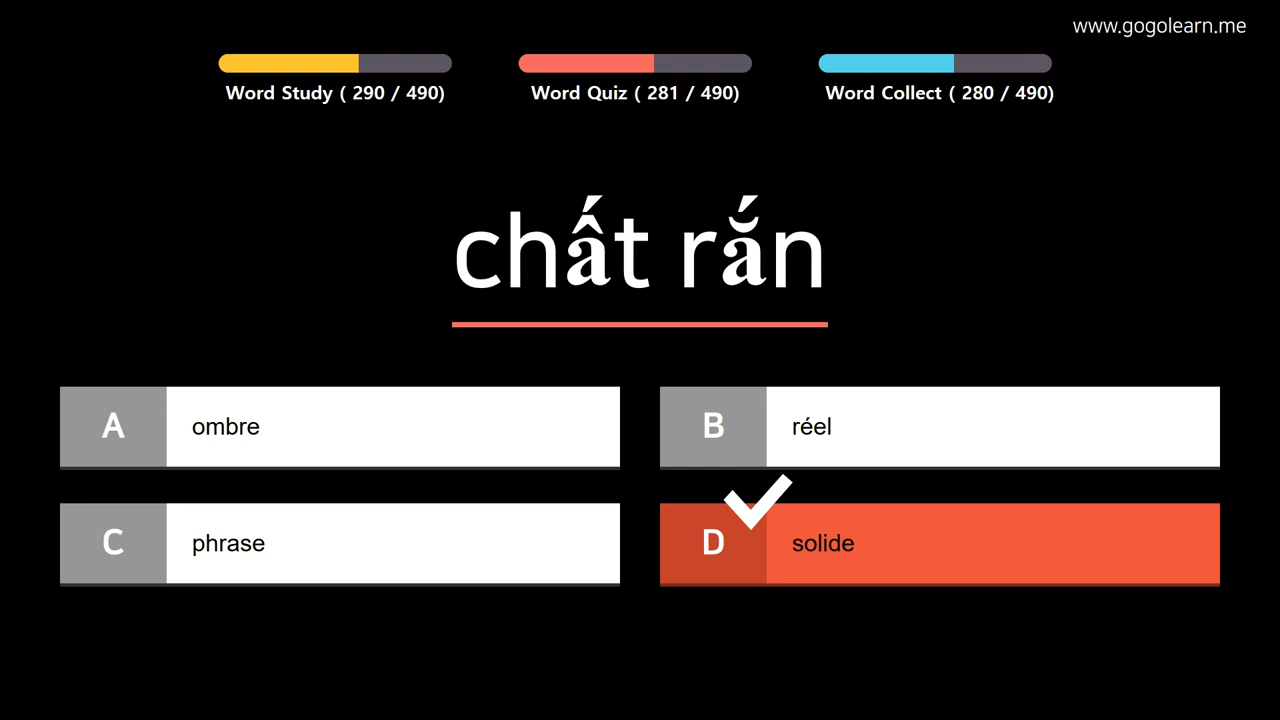 www.gogolearn.me
Word Study ( 290 / 490)
Word Quiz ( 281 / 490)
Word Collect ( 280 / 490)
chất rắn
A ombre
B réel
C phrase
D solide